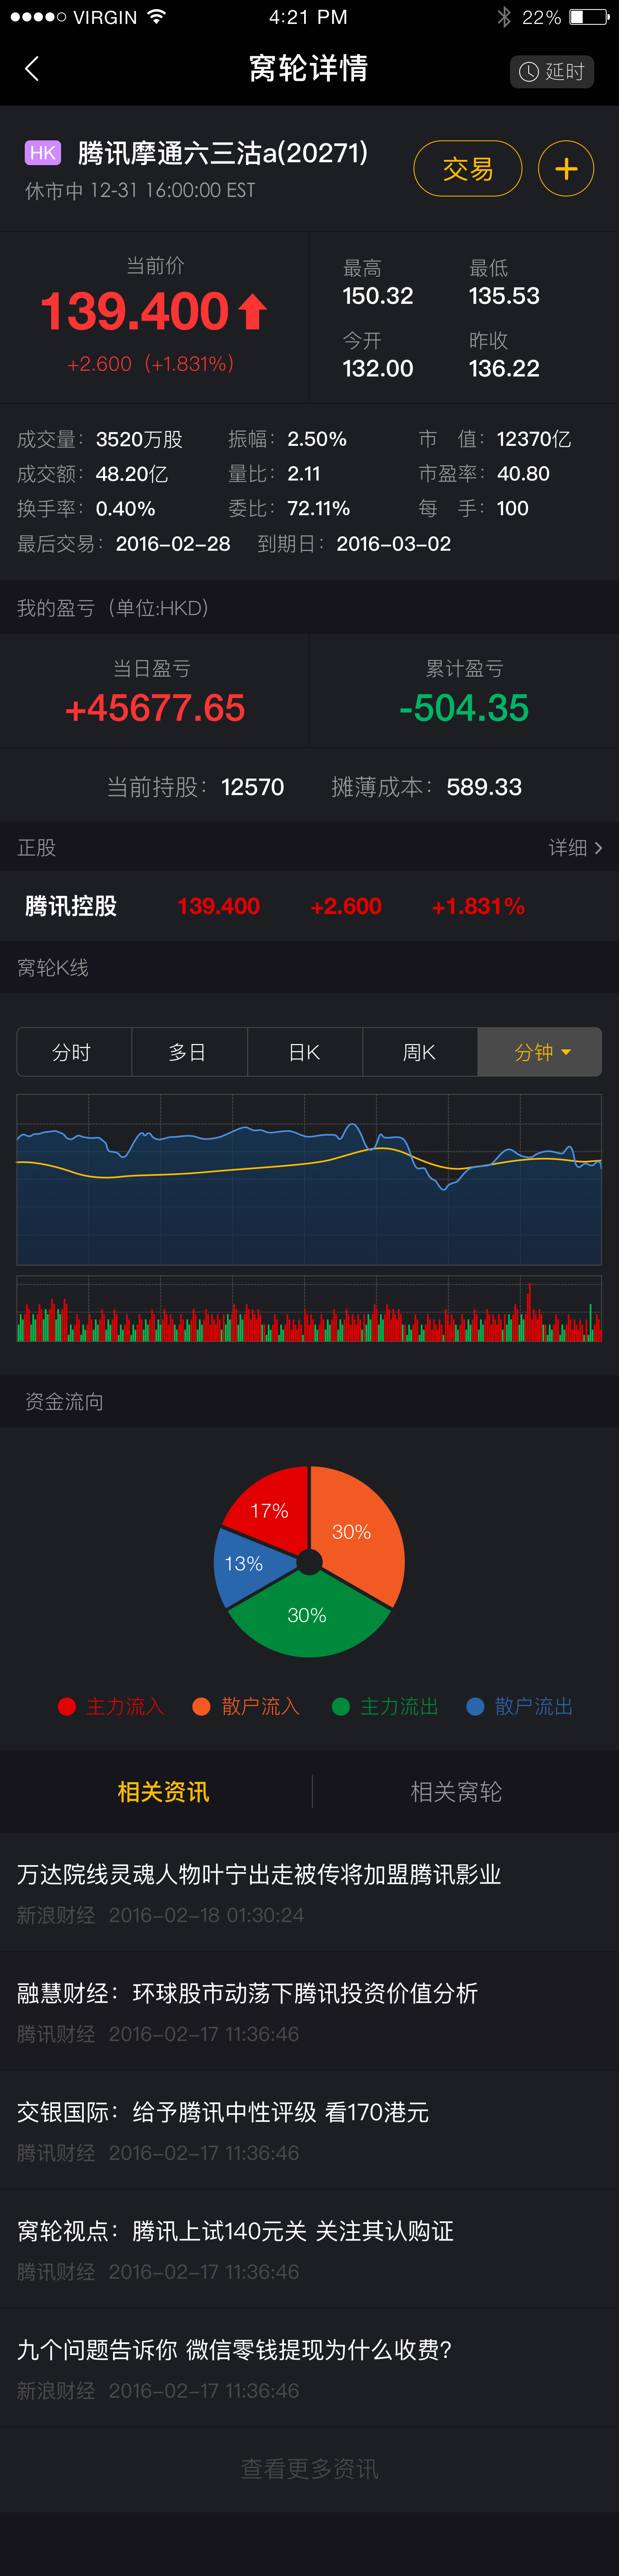 VIRGIN 4:21 PM 22%
窝轮详情 延时
HK 腾讯摩通六三沽a(20271)
休市中 12-31 16:00:00 EST
交易
当前价
139.400
+2.600（+1.831%）
最高 最低
150.32 135.53
今开 昨收
132.00 136.22
成交量：3520万股 振幅：2.50% 市 值：12370亿
成交额：48.20亿 量比：2.11 市盈率：40.80
换手率：0.40% 委比：72.11% 每 手：100
最后交易：2016-02-28 到期日：2016-03-02
我的盈亏（单位:HKD）
当日盈亏 累计盈亏
+45677.65 -504.35
当前持股：12570 摊薄成本：589.33
正股 详细
腾讯控股 139.400 +2.600 +1.831%
窝轮K线
分时 多日 日K 周K 分钟
资金流向
17% 30%
13%
30%
主力流入 散户流入 主力流出 散户流出
相关资讯 相关窝轮
万达院线灵魂人物叶宁出走被传将加盟腾讯影业
新浪财经 2016-02-18 01:30:24
融慧财经：环球股市动荡下腾讯投资价值分析
腾讯财经 2016-02-17 11:36:46
交银国际：给予腾讯中性评级 看170港元
腾讯财经 2016-02-17 11:36:46
窝轮视点：腾讯上试140元关 关注其认购证
腾讯财经 2016-02-17 11:36:46
九个问题告诉你 微信零钱提现为什么收费？
新浪财经 2016-02-17 11:36:46
查看更多资讯